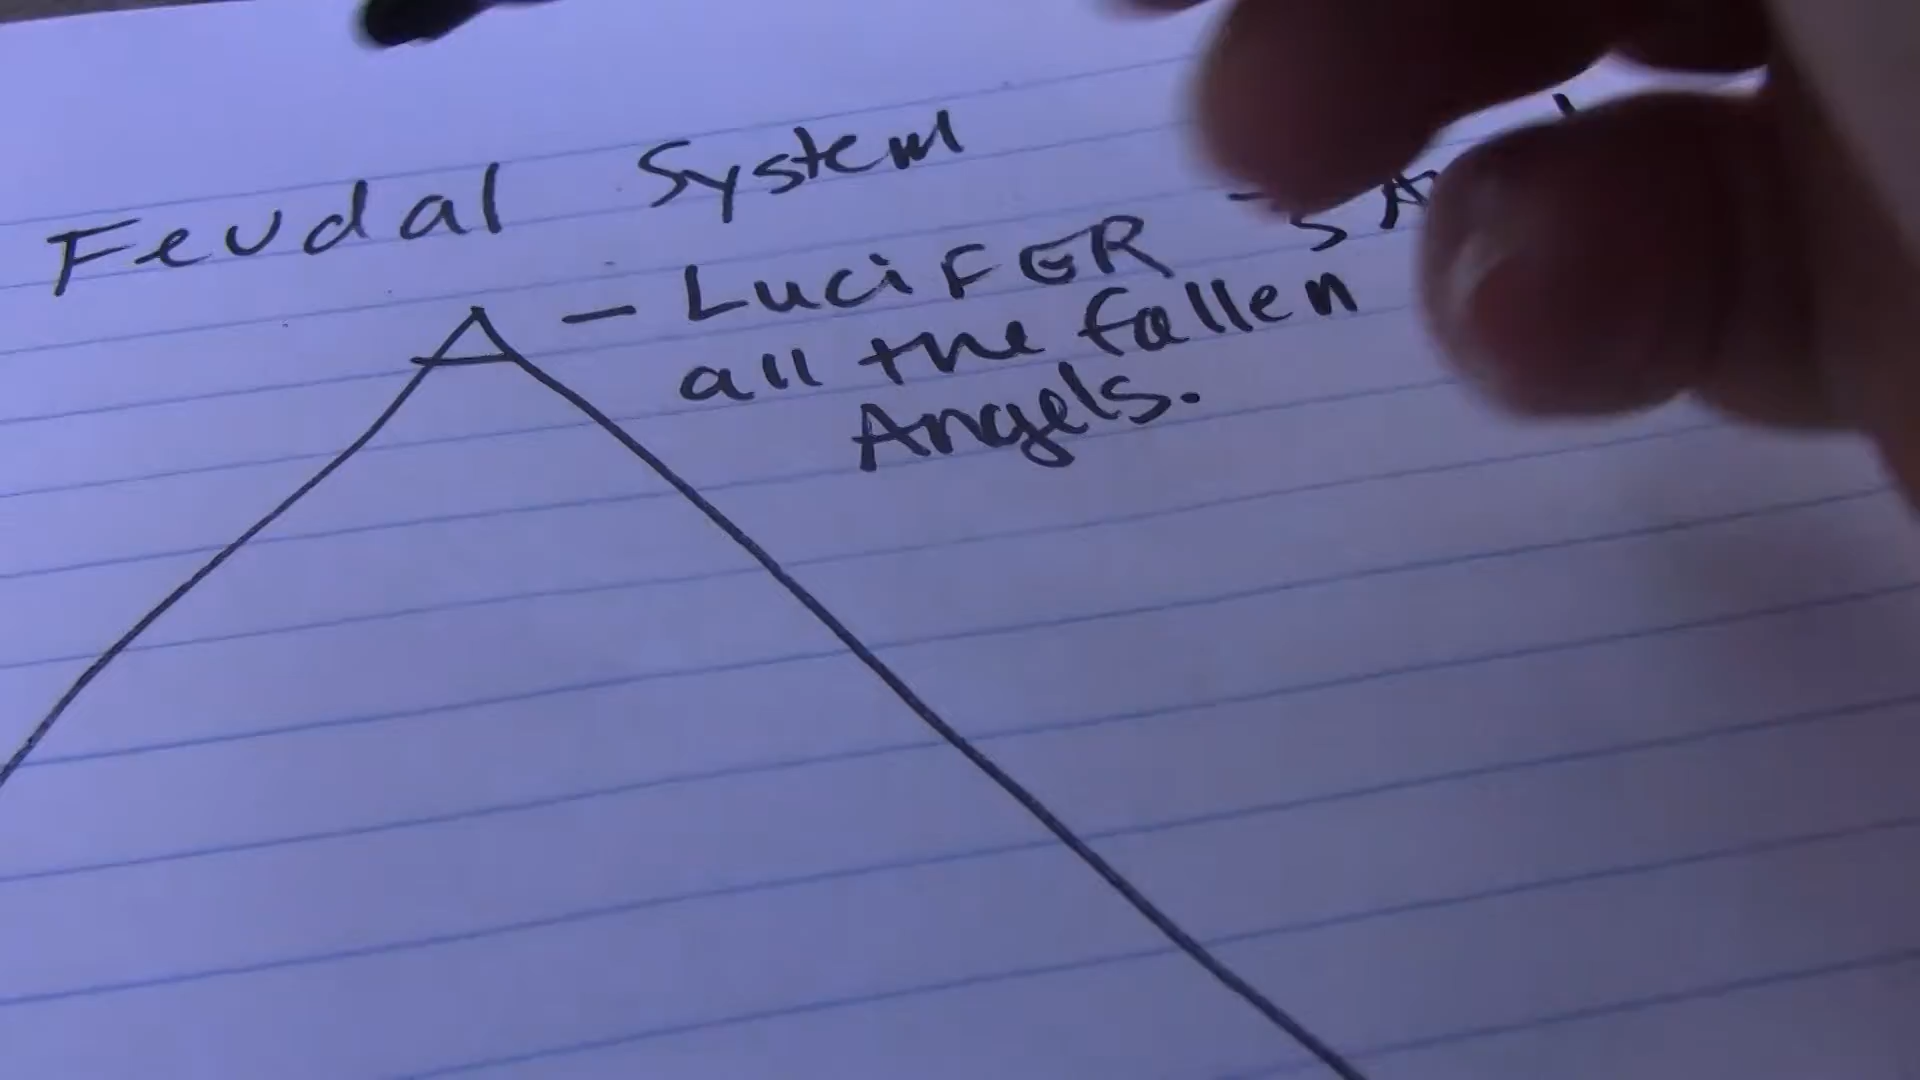 Feudal System
- LuciFER -
all the fallen
Angels.